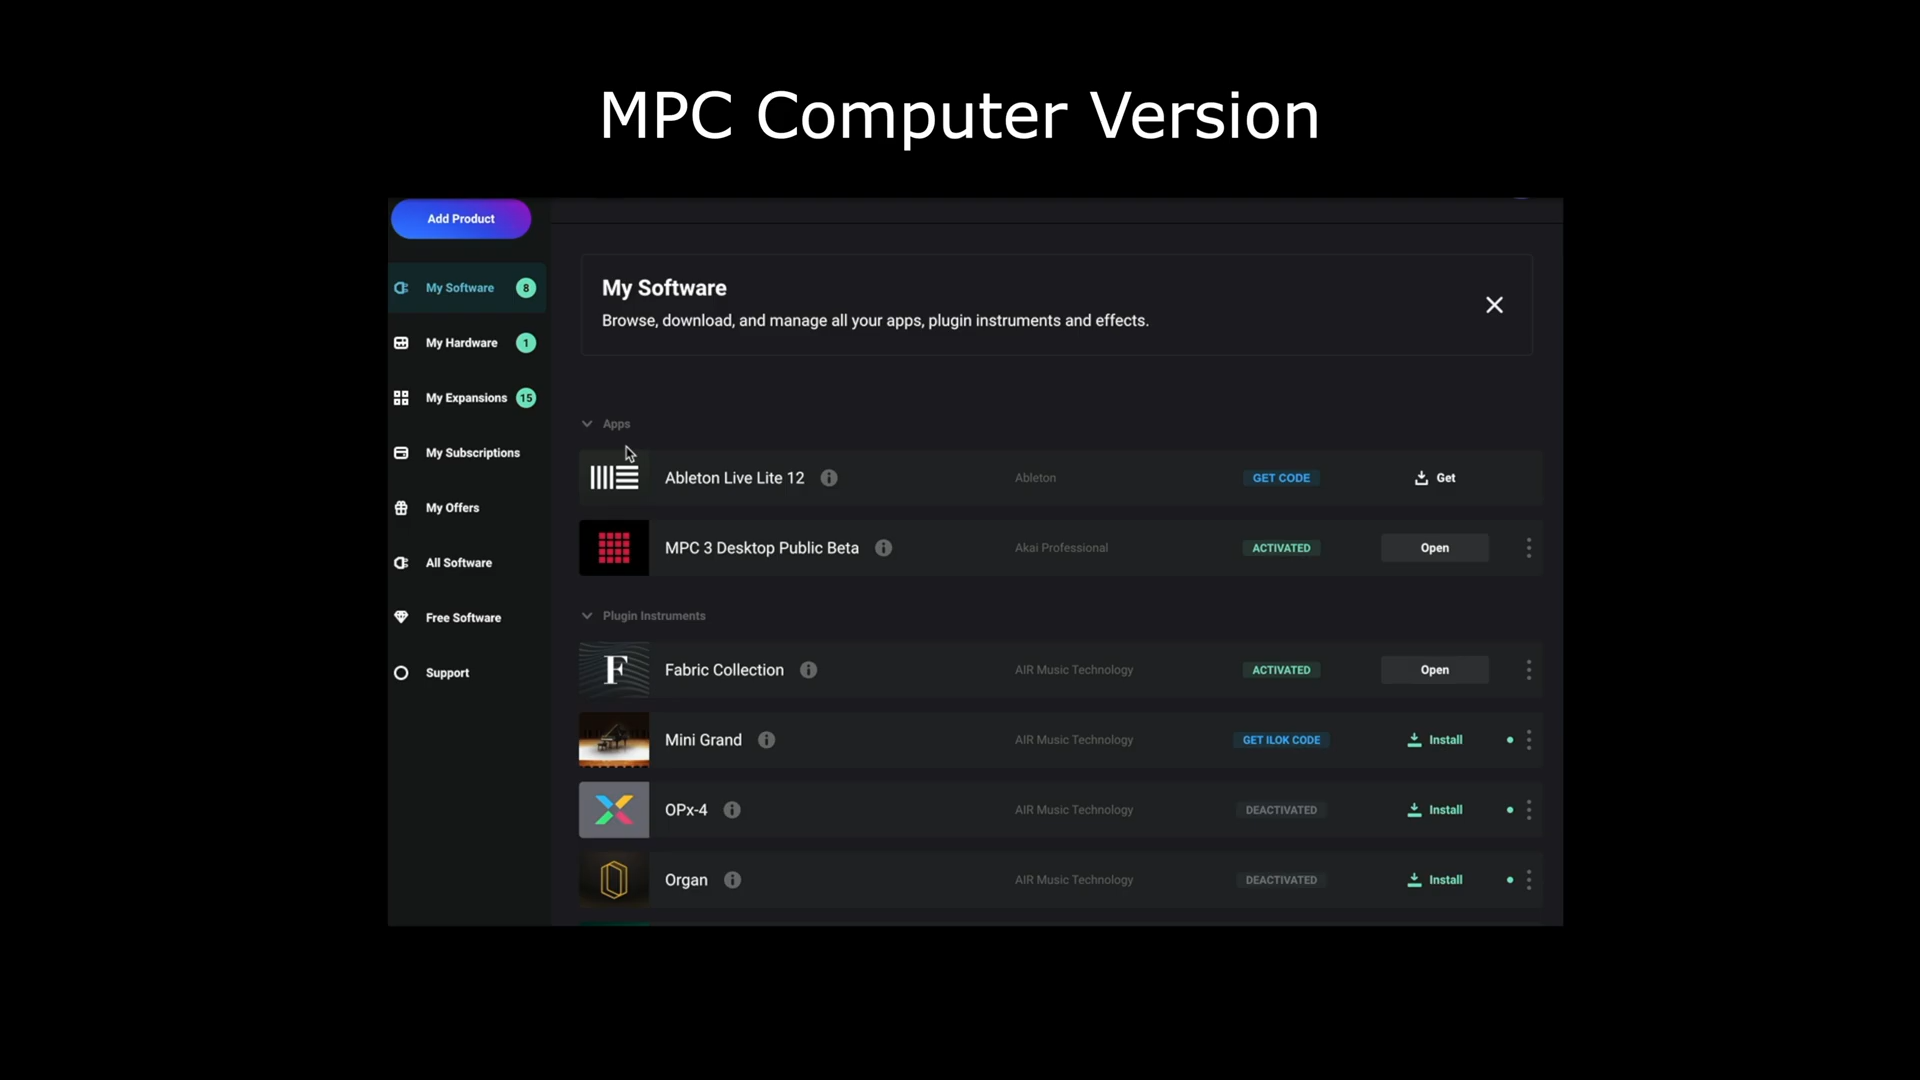 MPC Computer Version
Add Product
My Software 8
My Hardware 1
My Expansions 15
My Subscriptions
My Offers
All Software
Free Software
Support
My Software
Browse, download, and manage all your apps, plugin instruments and effects.
Apps
Ableton Live Lite 12 Ableton GET CODE Get
MPC 3 Desktop Public Beta Akai Professional ACTIVATED Open
Plugin Instruments
F Fabric Collection AIR Music Technology ACTIVATED Open
Mini Grand AIR Music Technology GET ILOK CODE Install
OPx-4 AIR Music Technology DEACTIVATED Install
Organ AIR Music Technology DEACTIVATED Install